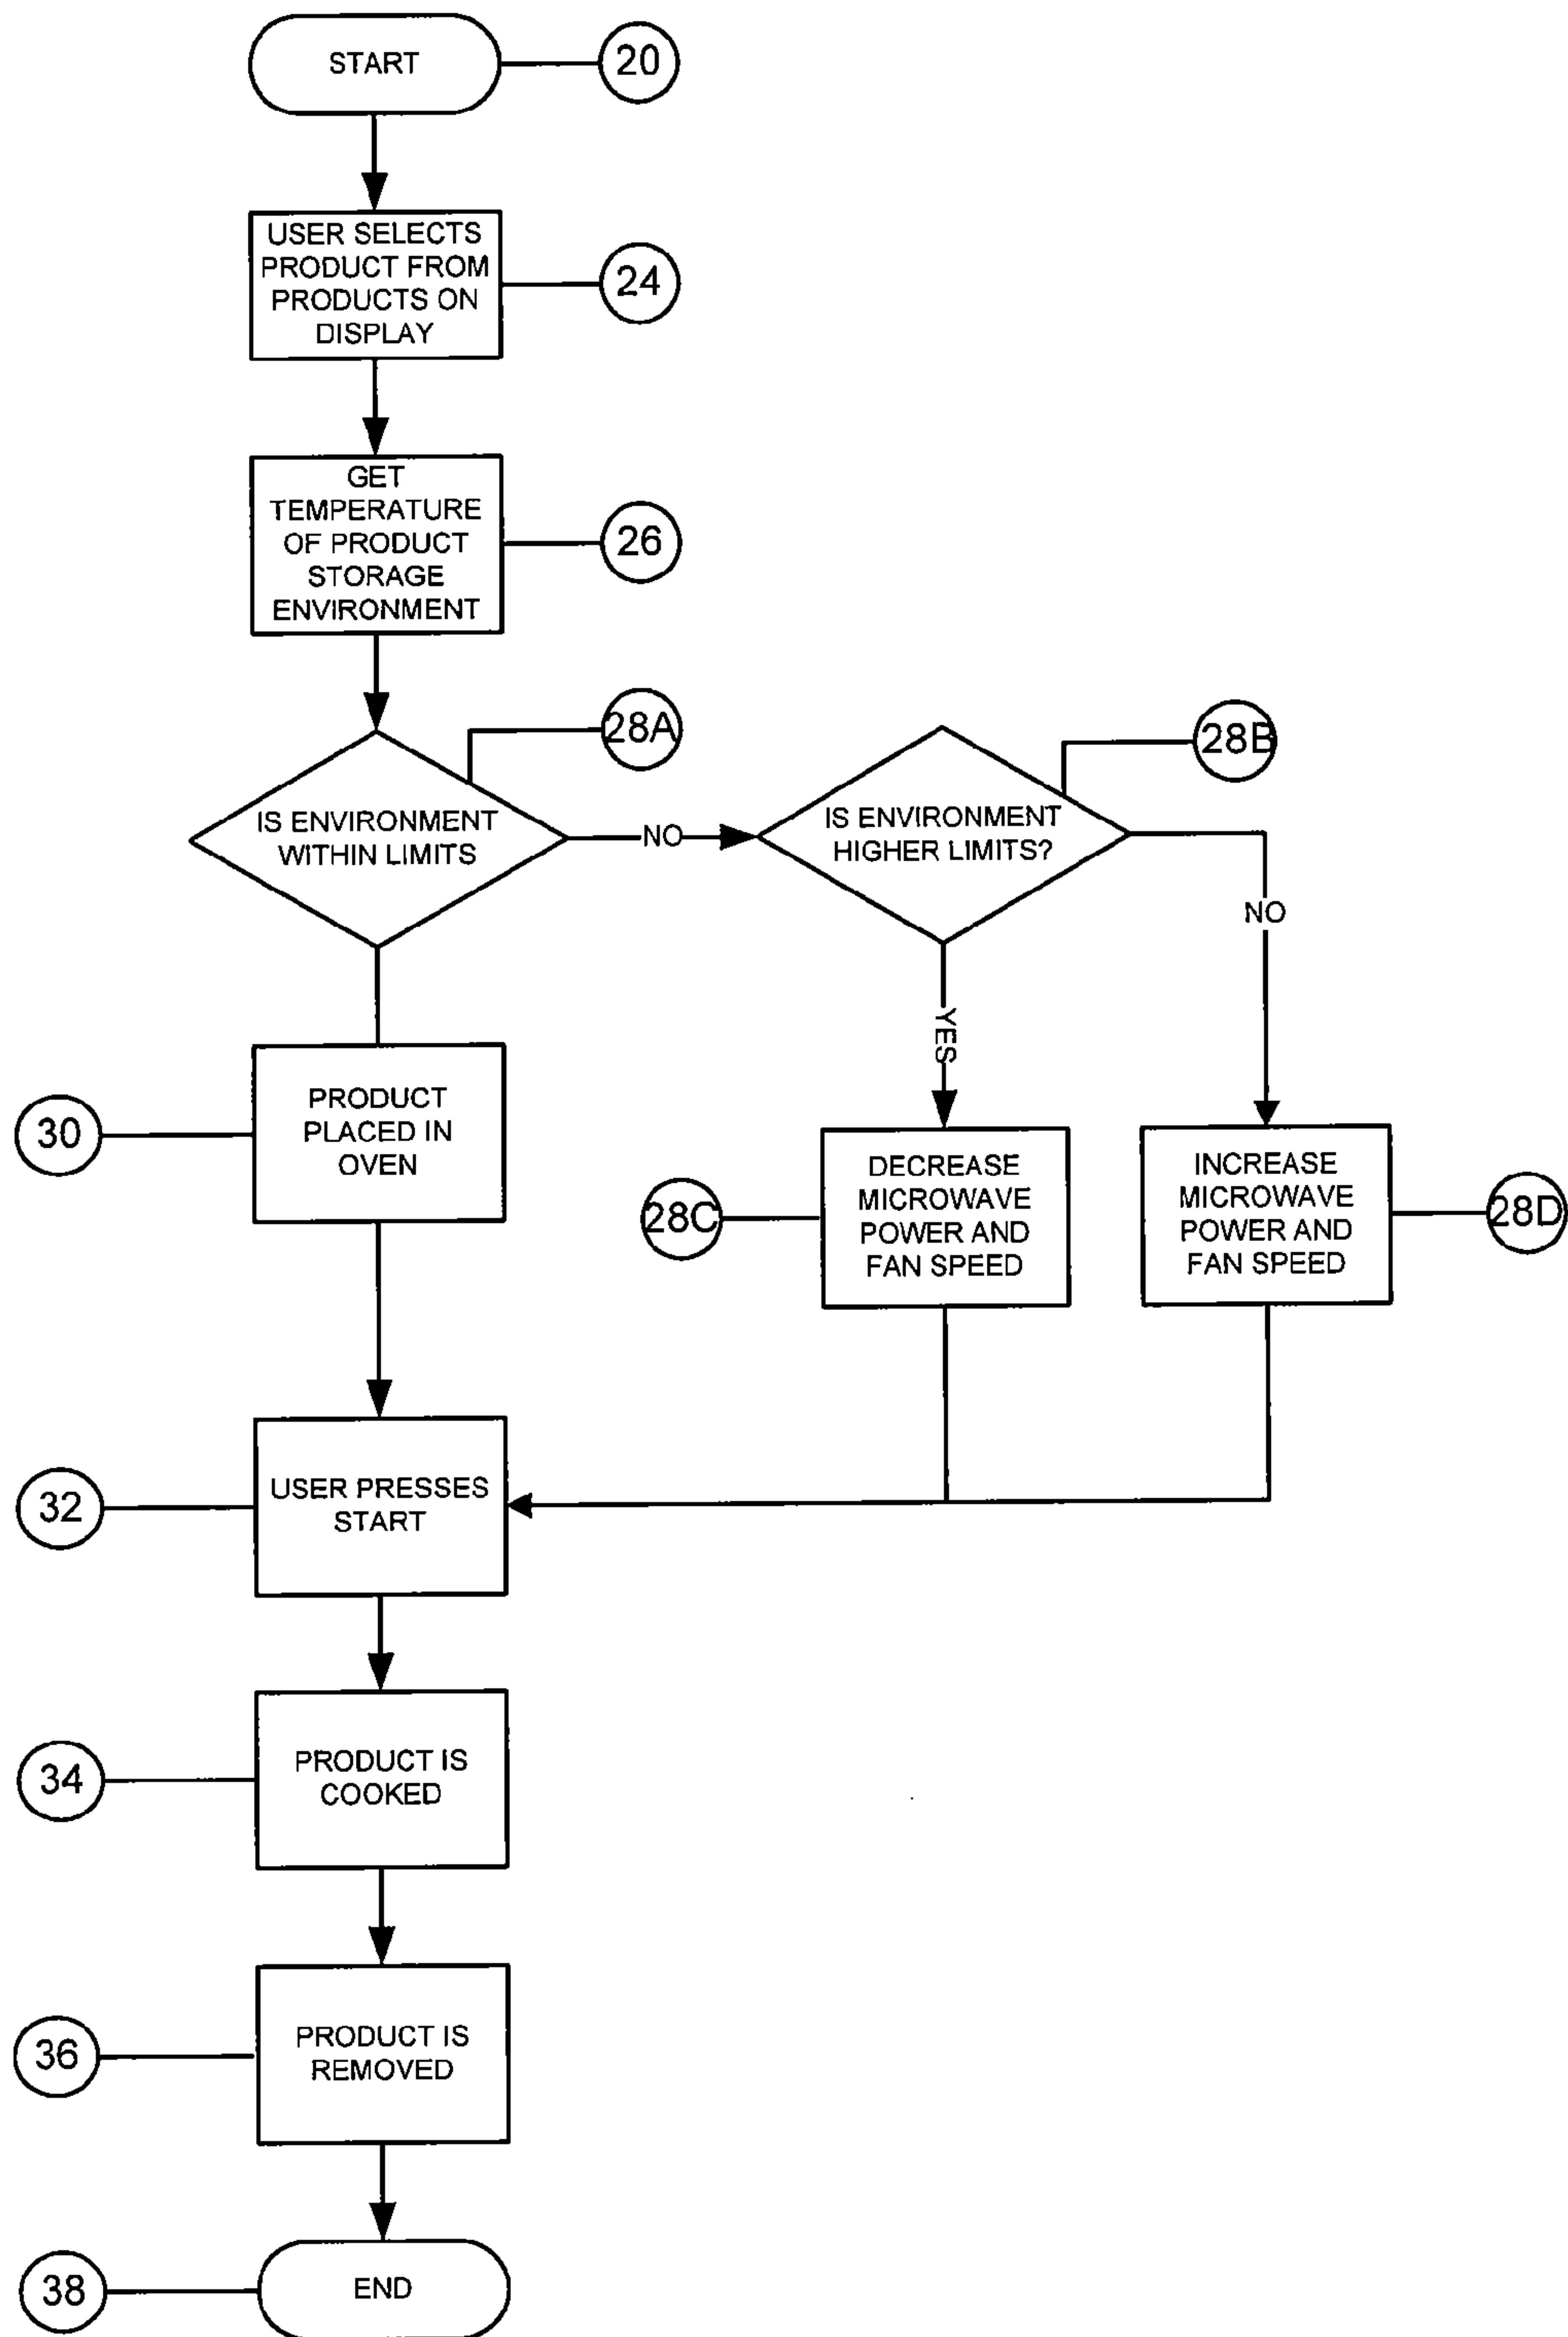 START
20
USER SELECTS
PRODUCT FROM
PRODUCTS ON
DISPLAY
24
GET
TEMPERATURE
OF PRODUCT
STORAGE
ENVIRONMENT
26
28A
28B
IS ENVIRONMENT
WITHIN LIMITS
NO
IS ENVIRONMENT
HIGHER LIMITS?
NO
YES
30
PRODUCT
PLACED IN
OVEN
28C
DECREASE
MICROWAVE
POWER AND
FAN SPEED
INCREASE
MICROWAVE
POWER AND
FAN SPEED
28D
32
USER PRESSES
START
34
PRODUCT IS
COOKED
36
PRODUCT IS
REMOVED
38
END